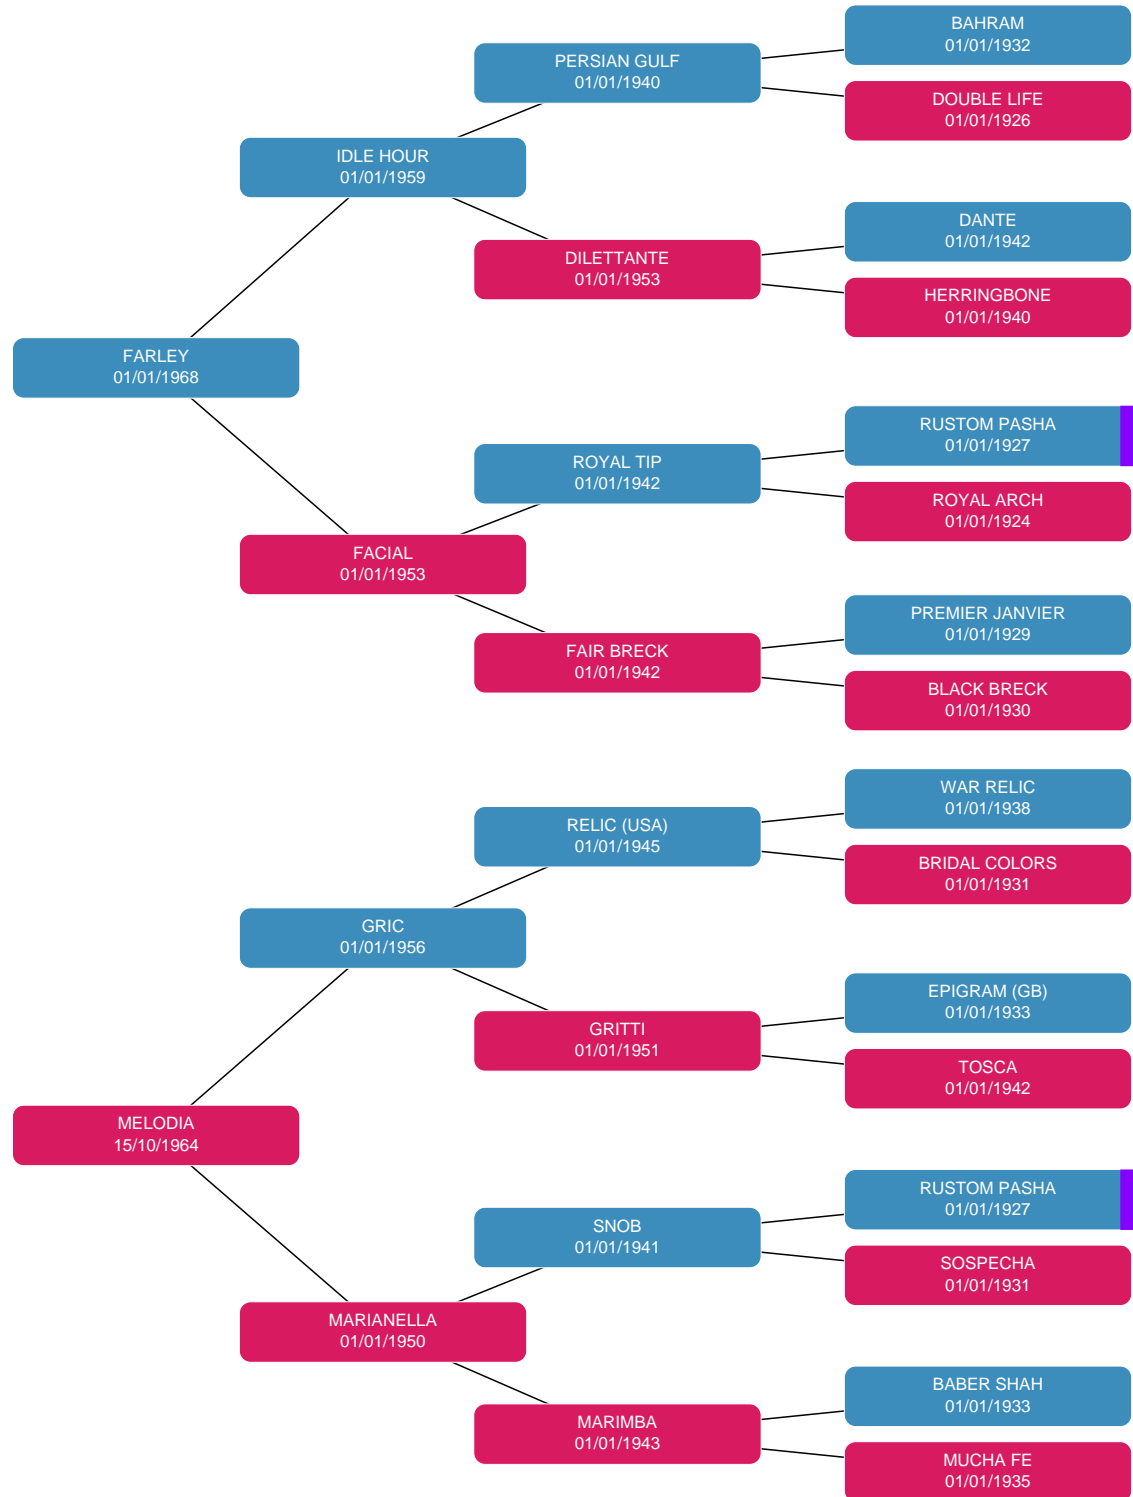 BAHRAM
01/01/1932
PERSIAN GULF
01/01/1940
DOUBLE LIFE
01/01/1926
IDLE HOUR
01/01/1959
DANTE
01/01/1942
DILETTANTE
01/01/1953
HERRINGBONE
01/01/1940
FARLEY
01/01/1968
RUSTOM PASHA
01/01/1927
ROYAL TIP
01/01/1942
ROYAL ARCH
01/01/1924
FACIAL
01/01/1953
PREMIER JANVIER
01/01/1929
FAIR BRECK
01/01/1942
BLACK BRECK
01/01/1930
WAR RELIC
01/01/1938
RELIC (USA)
01/01/1945
BRIDAL COLORS
01/01/1931
GRIC
01/01/1956
EPIGRAM (GB)
01/01/1933
GRITTI
01/01/1951
TOSCA
01/01/1942
MELODIA
15/10/1964
RUSTOM PASHA
01/01/1927
SNOB
01/01/1941
SOSPECHA
01/01/1931
MARIANELLA
01/01/1950
BABER SHAH
01/01/1933
MARIMBA
01/01/1943
MUCHA FE
01/01/1935